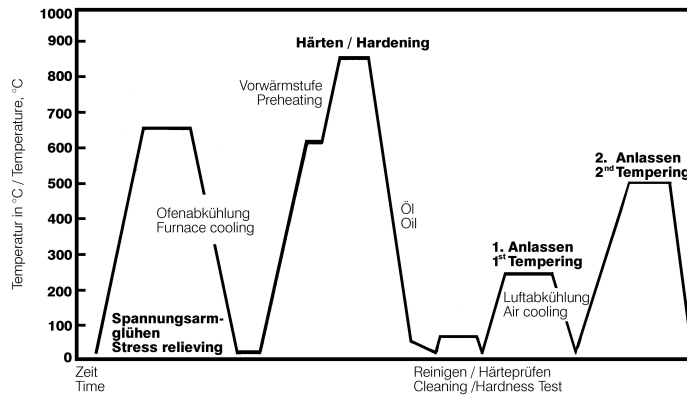 Temperatur in °C / Temperature, °C
1000
900
800
700
600
500
400
300
200
100
0
Härten / Hardening
Vorwärmstufe
Preheating
Ofenabkühlung
Furnace cooling
Öl
Oil
Spannungsarm-
glühen
Stress relieving
1. Anlassen
1st Tempering
Luftabkühlung
Air cooling
2. Anlassen
2nd Tempering
Zeit
Time
Reinigen / Härteprüfen
Cleaning /Hardness Test